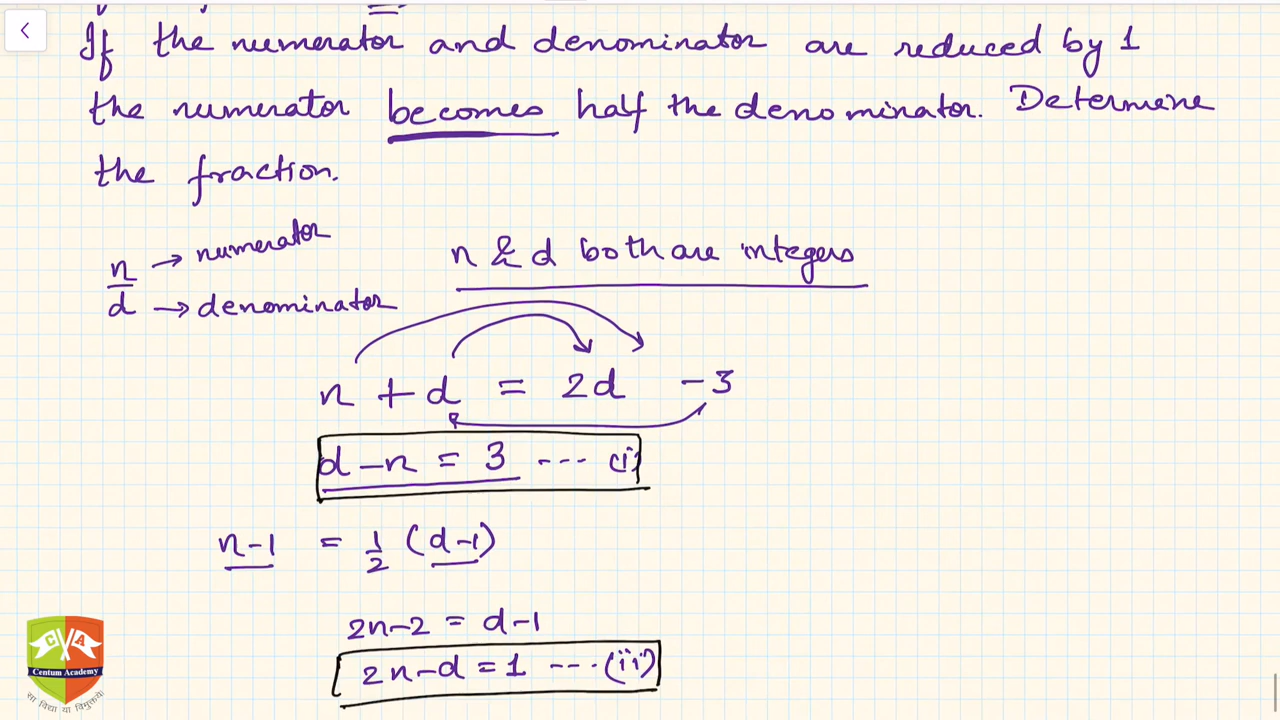 If the numerator and denominator are reduced by 1
the numerator becomes half the denominator. Determine
the fraction.
n → numerator
d → denominator
n & d both are integers
n + d = 2d - 3
d - n = 3 --- (i)
n-1 = 1/2 (d-1)
2n-2 = d-1
2n-d = 1 --- (ii)
CVA
Centum Academy
सा विद्या या विमुक्तये